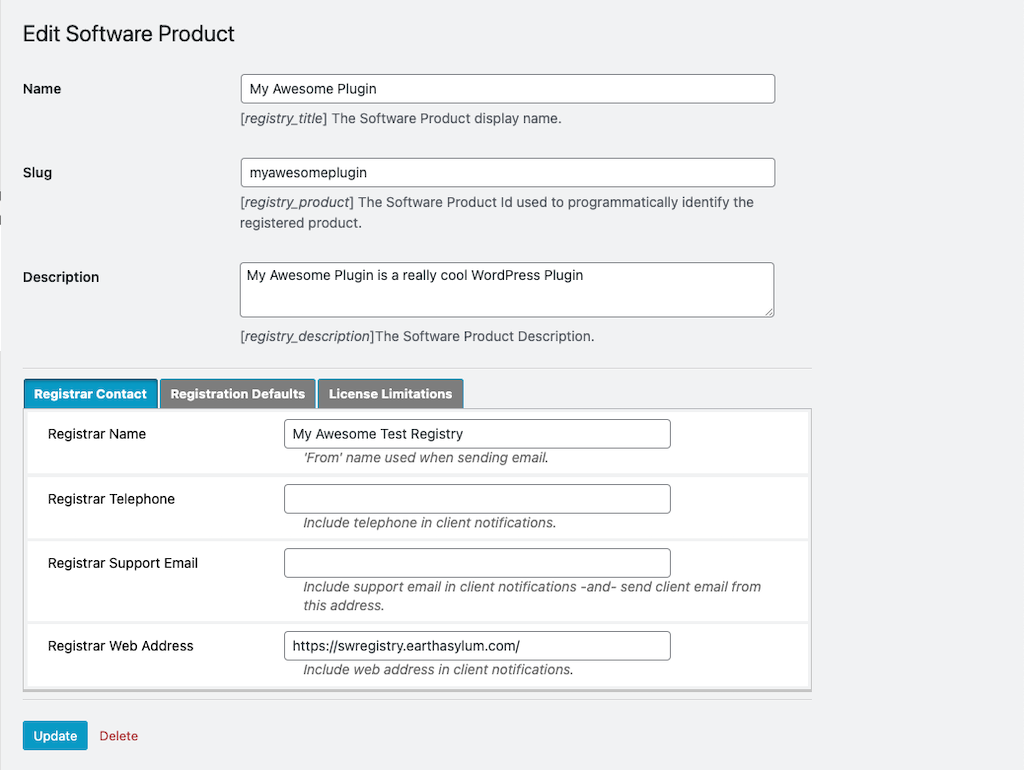 Edit Software Product
Name
My Awesome Plugin
[registry_title] The Software Product display name.
Slug
myawesomeplugin
[registry_product] The Software Product Id used to programmatically identify the
registered product.
Description
My Awesome Plugin is a really cool WordPress Plugin
[registry_description]The Software Product Description.
Registrar Contact
Registration Defaults
License Limitations
Registrar Name
My Awesome Test Registry
'From' name used when sending email.
Registrar Telephone
Include telephone in client notifications.
Registrar Support Email
Include support email in client notifications -and- send client email from
this address.
Registrar Web Address
https://swregistry.earthasylum.com/
Include web address in client notifications.
Update
Delete